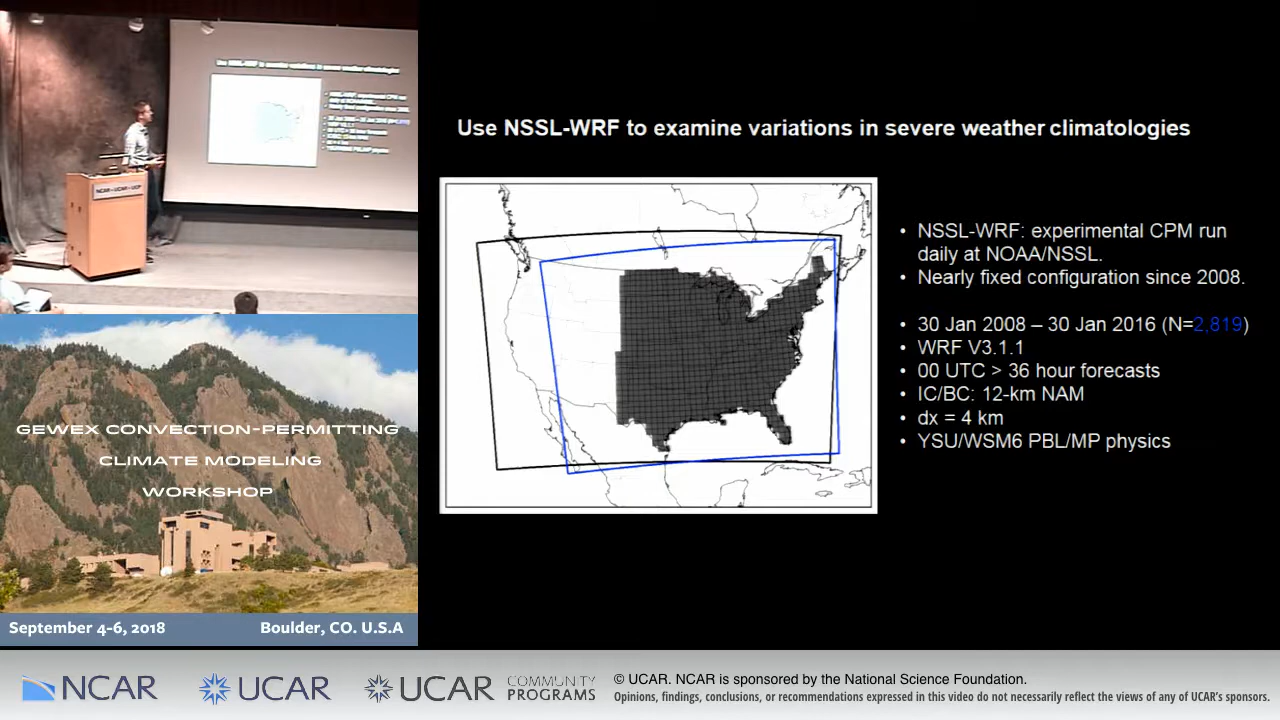 NCAR • UCAR • UCP
Use NSSL-WRF to examine variations in severe weather climatologies
• NSSL-WRF: experimental CPM run
daily at NOAA/NSSL.
• Nearly fixed configuration since 2008.
• 30 Jan 2008 – 30 Jan 2016 (N=2,819)
• WRF V3.1.1
• 00 UTC > 36 hour forecasts
• IC/BC: 12-km NAM
• dx = 4 km
• YSU/WSM6 PBL/MP physics
GEWEX CONVECTION-PERMITTING
CLIMATE MODELING
WORKSHOP
September 4-6, 2018
Boulder, CO. U.S.A
NCAR
UCAR
UCAR
COMMUNITY
PROGRAMS
© UCAR. NCAR is sponsored by the National Science Foundation.
Opinions, findings, conclusions, or recommendations expressed in this video do not necessarily reflect the views of any of UCAR's sponsors.